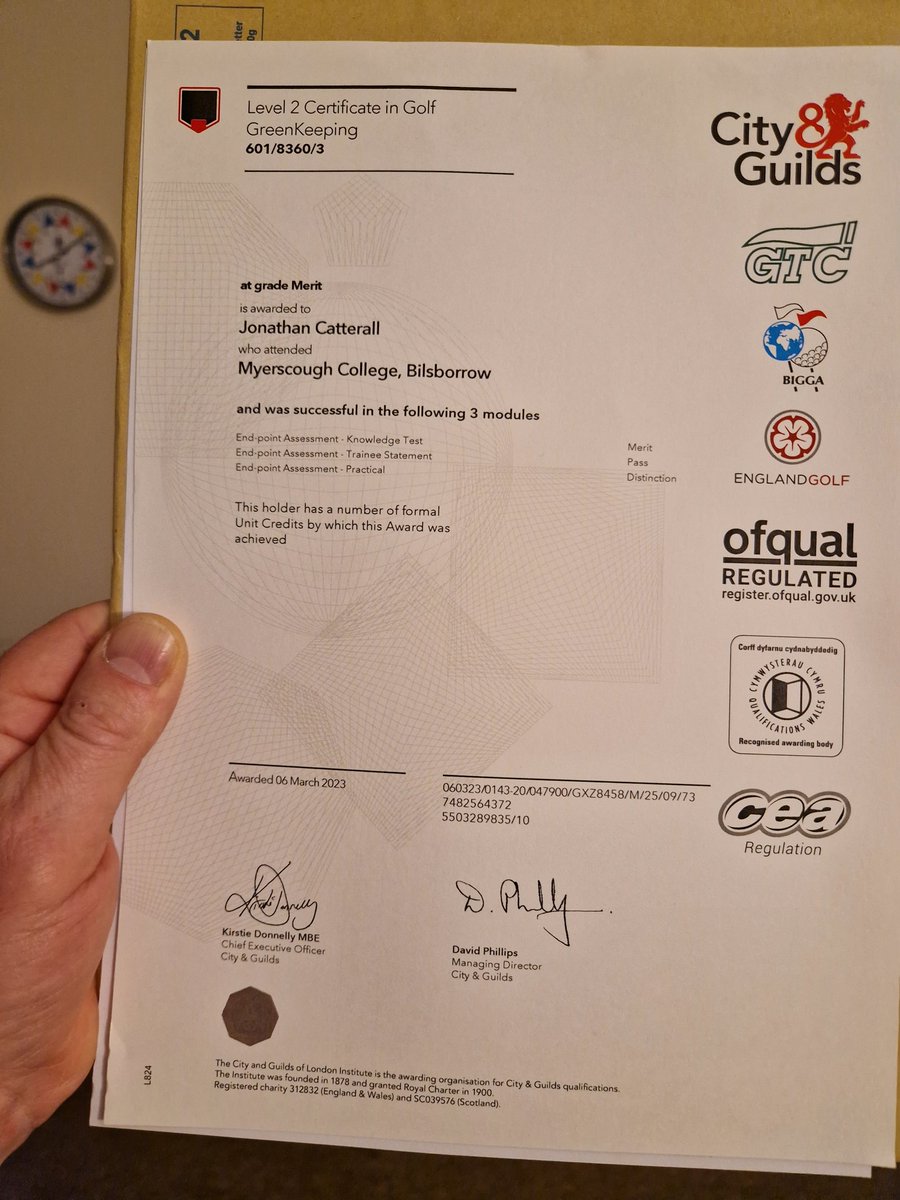 2
tter
0g
Level 2 Certificate in Golf
GreenKeeping
601/8360/3
City & Guilds
GTC
BIGGA
ENGLANDGOLF
ofqual
REGULATED
register.ofqual.gov.uk
Corff dyfarnu cydnabyddedig
CYMWYSTERAU CYMRU
QUALIFICATIONS WALES
Recognised awarding body
cea
Regulation
at grade Merit
is awarded to
Jonathan Catterall
who attended
Myerscough College, Bilsborrow
and was successful in the following 3 modules
End-point Assessment - Knowledge Test Merit
End-point Assessment - Trainee Statement Pass
End-point Assessment - Practical Distinction
This holder has a number of formal
Unit Credits by which this Award was
achieved
Awarded 06 March 2023
060323/0143-20/047900/GXZ8458/M/25/09/73
7482564372
5503289835/10
Kirstie Donnelly
Kirstie Donnelly MBE
Chief Executive Officer
City & Guilds
D. Phillips
David Phillips
Managing Director
City & Guilds
L824
The City and Guilds of London Institute is the awarding organisation for City & Guilds qualifications.
The Institute was founded in 1878 and granted Royal Charter in 1900.
Registered charity 312832 (England & Wales) and SC039576 (Scotland).